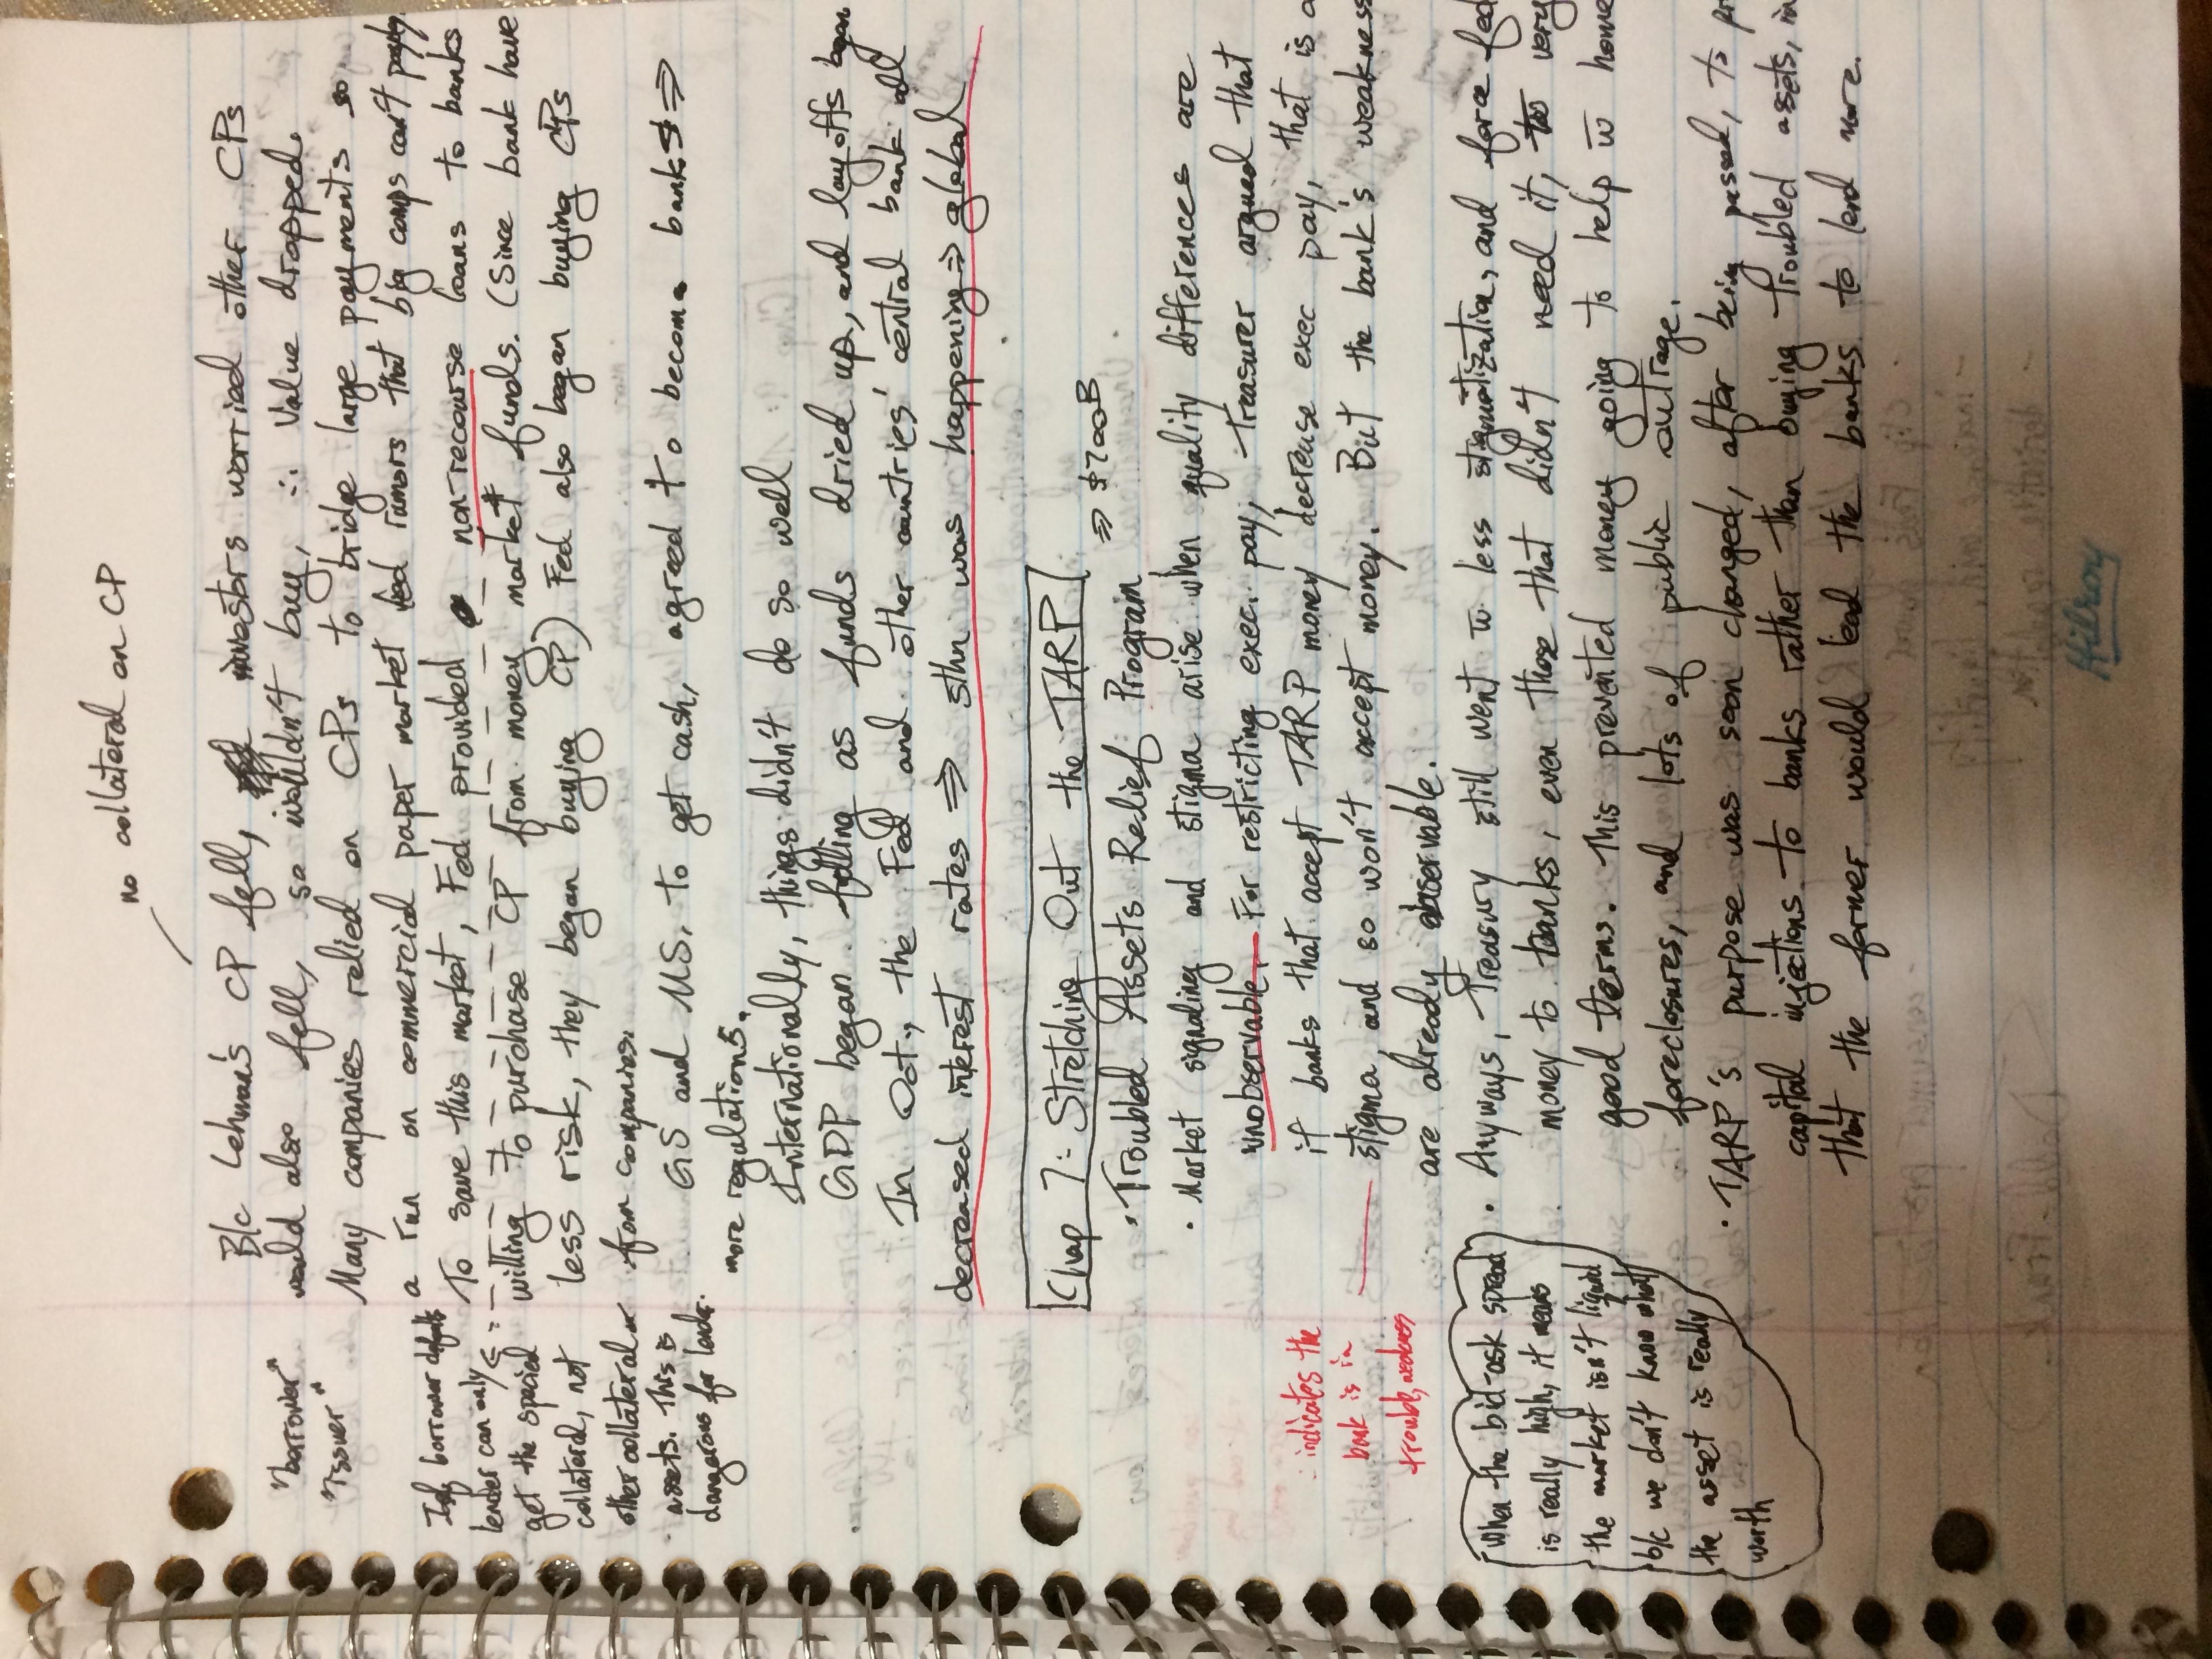 no collateral on CP
B/c Lehman's CP fell, investors worried other CPs
would also fell, so wouldn't buy, ∴ Value dropped.
"borrower"
"issuer"
Many companies relied on CPs to bridge large payments so
a run on commercial paper market fed rumors that big comps can't
To save this market, Fed provided non-recourse loans to banks
willing to purchase CP from money market funds. (Since bank have
less risk, they began buying CP) Fed also began buying CPs
from companies.
If borrower defaults
lender can only
get the specied
collateral, not
other collateral or
assets. This is
dangerous for lender.
GS and MS, to get cash, agreed to become banks ⇒
more regulations.
Internationally, things didn't do so well
GDP began falling as funds dried up, and layoffs began
In Oct., the Fed and other countries' central bank all
decreased interest rates ⇒ sthn was happening ⇒ global
Chap 7: Stretching Out the TARP
• Troubled Assets Relief Program ⇒ $700B
• Market signaling and stigma arise when quality differences are
unobservable. For restricting exec. pay, Treasurer argued that
if banks that accept TARP money decrease exec pay, that is a
stigma, and so won't accept money. But the bank's weakness
are already observable.
indicates the
bank is in
trouble, weakness
• Anyways, Treasury still went w̅ less stigmatization, and force fed
money to banks, even those that didn't need it, very
good terms. This prevented money going to help w̅ home
foreclosures, and lots of public outrage.
When the bid-ask spread
is really high, it means
the market isn't liquid
b/c we don't know what
the asset is really
worth
• TARP's purpose was soon changed, after being passed, to
capital injections to banks rather than buying troubled assets, in
that the former would lead the banks to lend more.
Hilroy